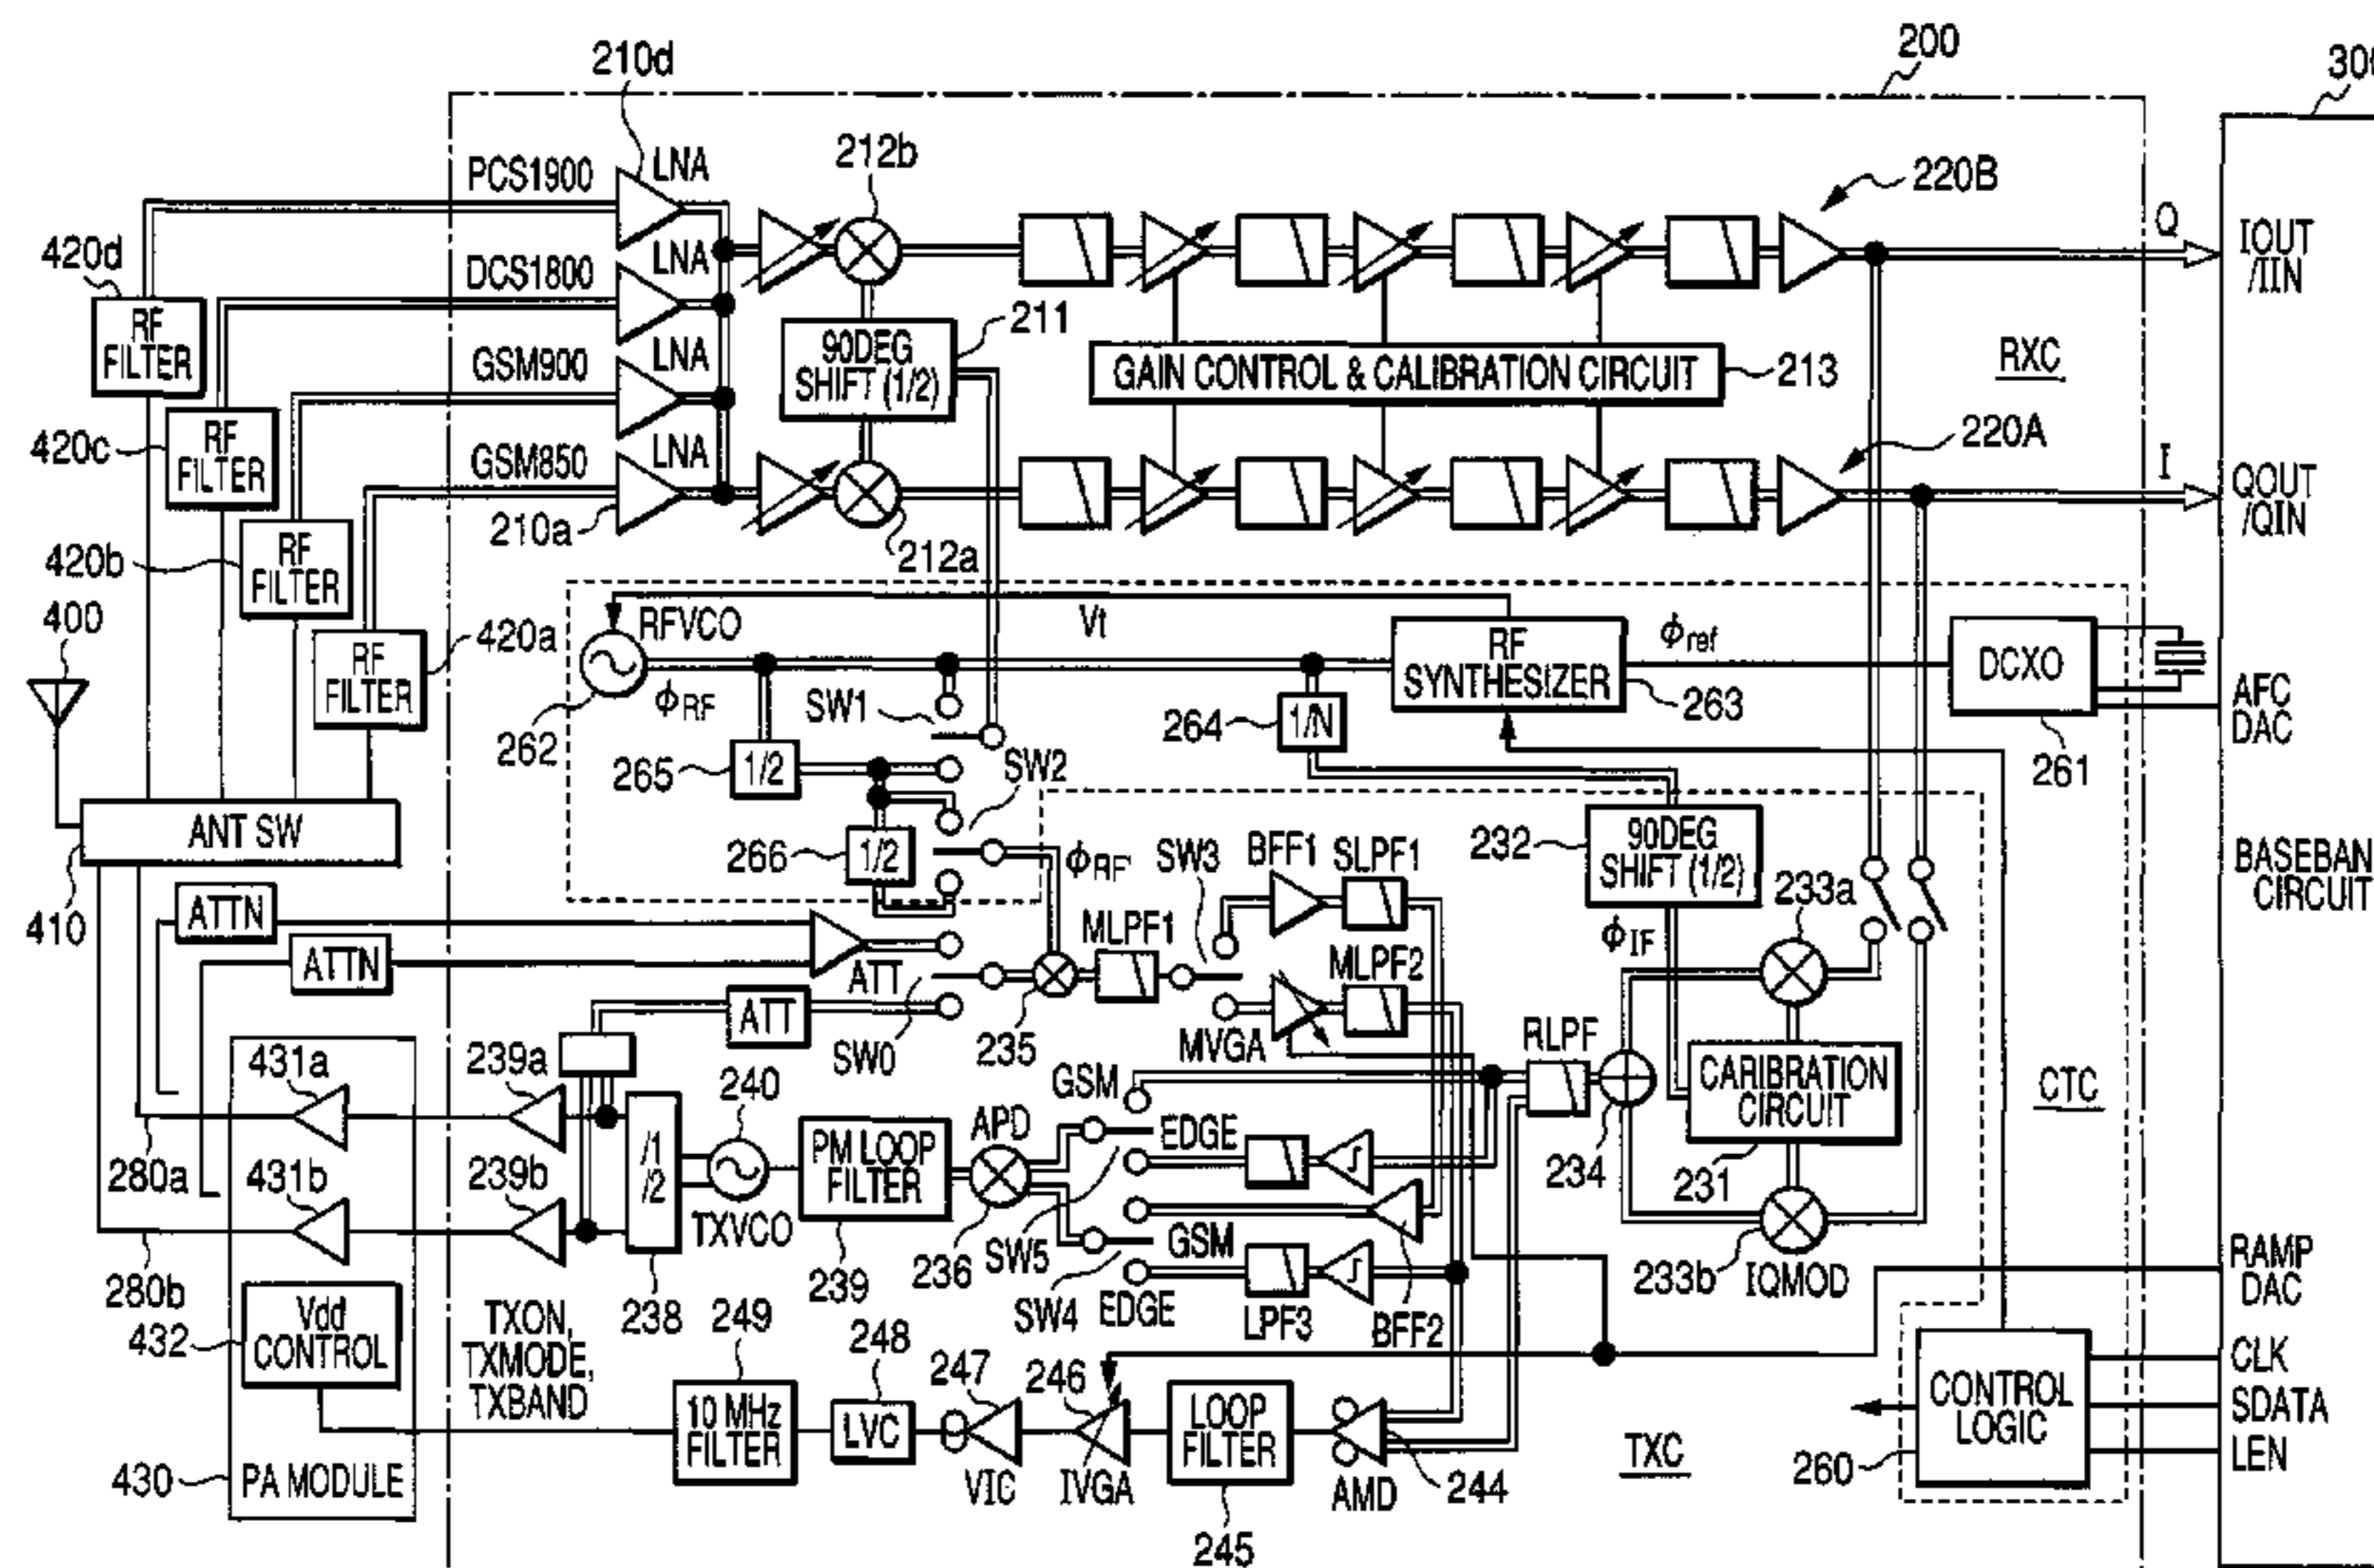 200
300
210d
PCS1900
LNA
212b
220B
Q
IOUT
/IIN
420d
RF
FILTER
DCS1800
LNA
211
90DEG
SHIFT (1/2)
GAIN CONTROL & CALIBRATION CIRCUIT
213
RXC
420c
RF
FILTER
GSM900
LNA
GSM850
LNA
220A
I
QOUT
/QIN
420b
RF
FILTER
210a
212a
400
420a
RF
FILTER
RFVCO
Vt
RF
SYNTHESIZER
ϕref
DCXO
ϕRF
262
SW1
264
1/N
263
261
AFC
DAC
265
1/2
SW2
ANT SW
410
266
1/2
ϕRF'
SW3
BFF1
SLPF1
232
90DEG
SHIFT (1/2)
233a
BASEBAN
CIRCUIT
ATTN
ATTN
ATT
MLPF1
MLPF2
ϕIF
ATT
SW0
235
MVGA
RLPF
431a
239a
240
GSM
CARIBRATION
CIRCUIT
CTC
280a
431b
239b
/1
/2
TXVCO
PM LOOP
FILTER
APD
EDGE
234
231
280b
238
239
236
SW5
GSM
SW4
EDGE
LPF3
BFF2
233b
IQMOD
RAMP
DAC
432
Vdd
CONTROL
TXON,
TXMODE,
TXBAND
249
10 MHz
FILTER
248
LVC
247
VIC
246
IVGA
LOOP
FILTER
245
AMD
244
TXC
CONTROL
LOGIC
260
CLK
SDATA
LEN
430
PA MODULE